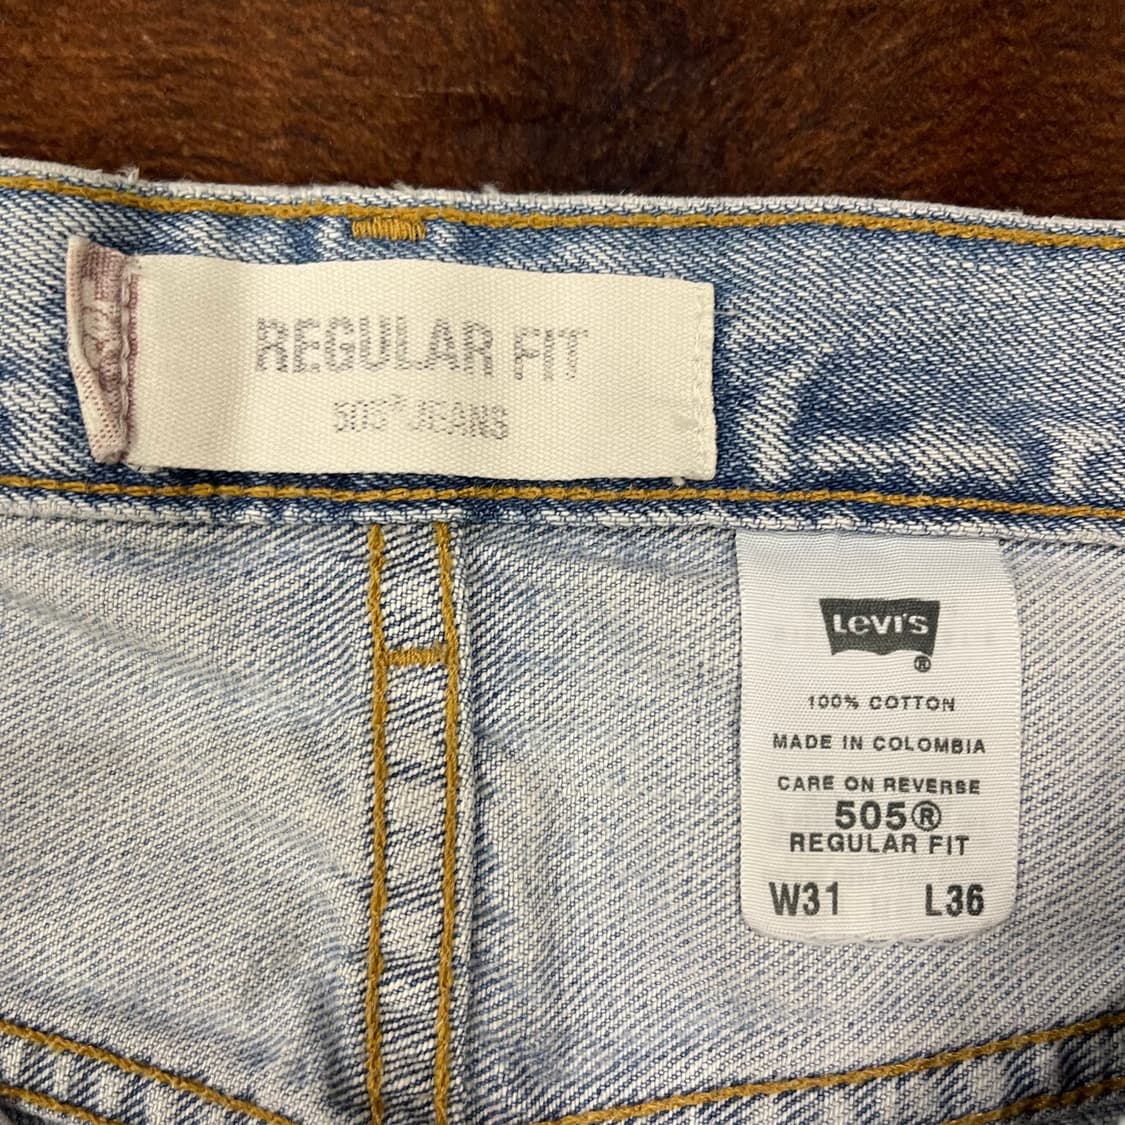 REGULAR FIT
505® JEANS
LEVI'S
®
100% COTTON
MADE IN COLOMBIA
CARE ON REVERSE
505®
REGULAR FIT
W31 L36